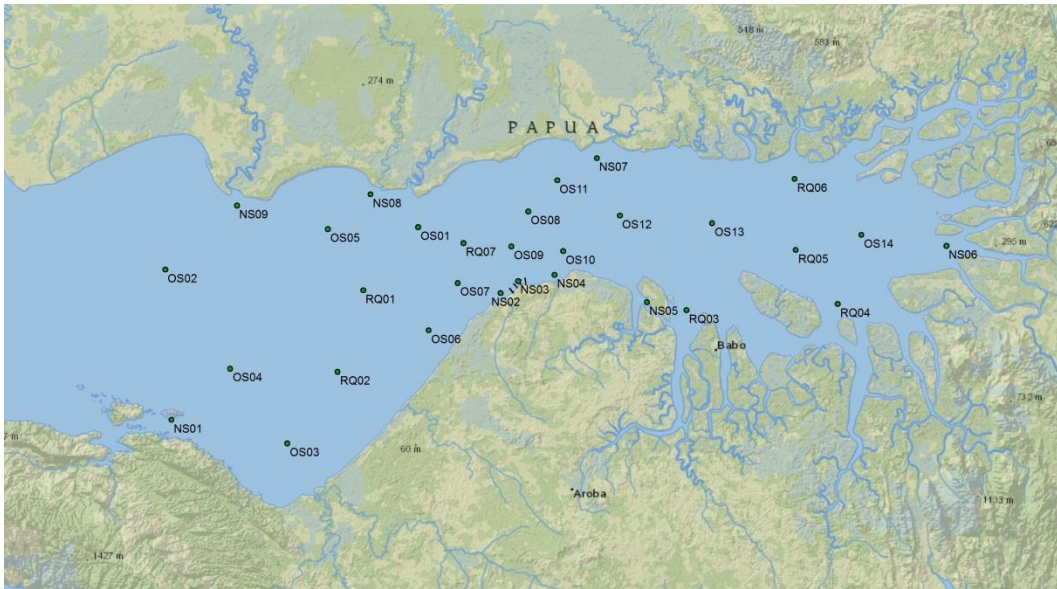 548 m
583 m
274 m
PAPUA
NS07
OS11
RQ06
NS08
NS09
OS08
OS12
OS05
OS01
OS13
RQ07
OS09
OS14
OS10
RQ05
NS06
295 m
OS02
NS04
OS07
NS03
RQ01
NS02
NS05
RQ03
RQ04
OS06
Babo
OS04
RQ02
732 m
NS01
OS03
60 m
Aroba
1133 m
1427 m